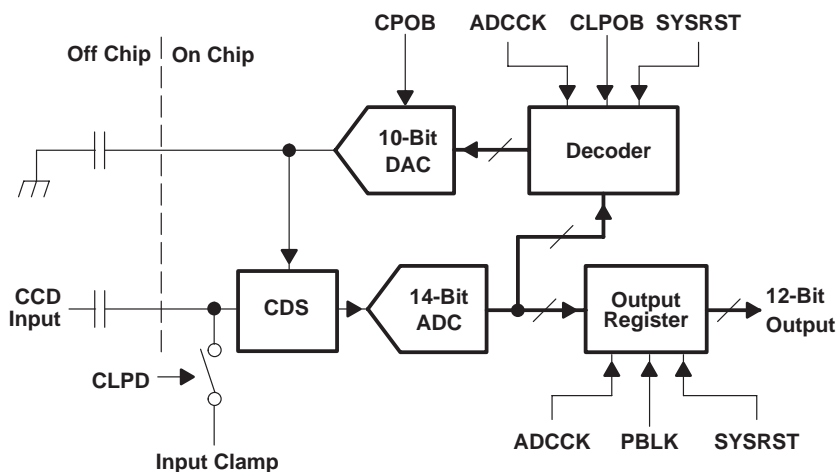 CPOB
ADCCK
CLPOB
SYSRST
Off Chip
On Chip
10-Bit
DAC
Decoder
CCD
Input
CDS
14-Bit
ADC
Output
Register
12-Bit
Output
CLPD
ADCCK
PBLK
SYSRST
Input Clamp